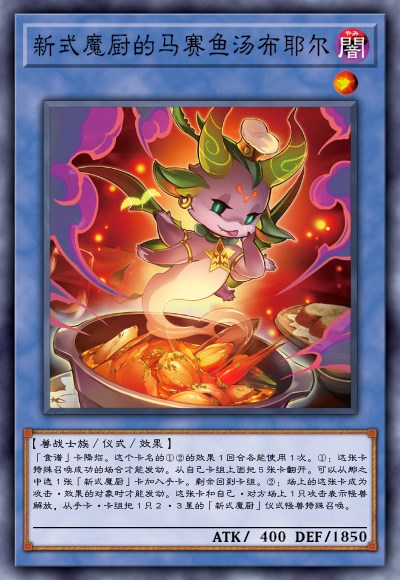 新式魔厨的马赛鱼汤布耶尔
やみ
闇
【兽战士族/仪式/效果】
「食谱」卡降临。这个卡名的①②的效果1回合各能使用1次。①：这张卡
特殊召唤成功的场合才能发动。从自己卡组上面把5张卡翻开。可以从那之
中选1张「新式魔厨」卡加入手卡。剩余回到卡组。②：场上的这张卡成为
攻击·效果的对象时才能发动。这张卡和自己·对方场上1只攻击表示怪兽
解放，从手卡·卡组把1只2·3星的「新式魔厨」仪式怪兽特殊召唤。
ATK/ 400 DEF/1850